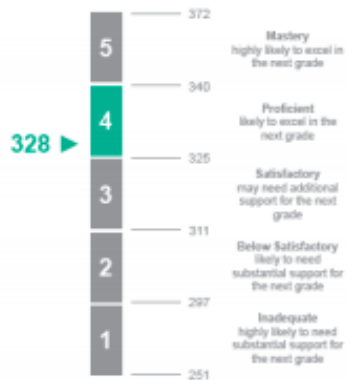 372
5
Mastery
highly likely to excel in
the next grade
340
4
Proficient
likely to excel in the
next grade
328
325
3
Satisfactory
may need additional
support for the next
grade
311
2
Below Satisfactory
likely to need
substantial support for
the next grade
297
1
Inadequate
highly likely to need
substantial support for
the next grade
251